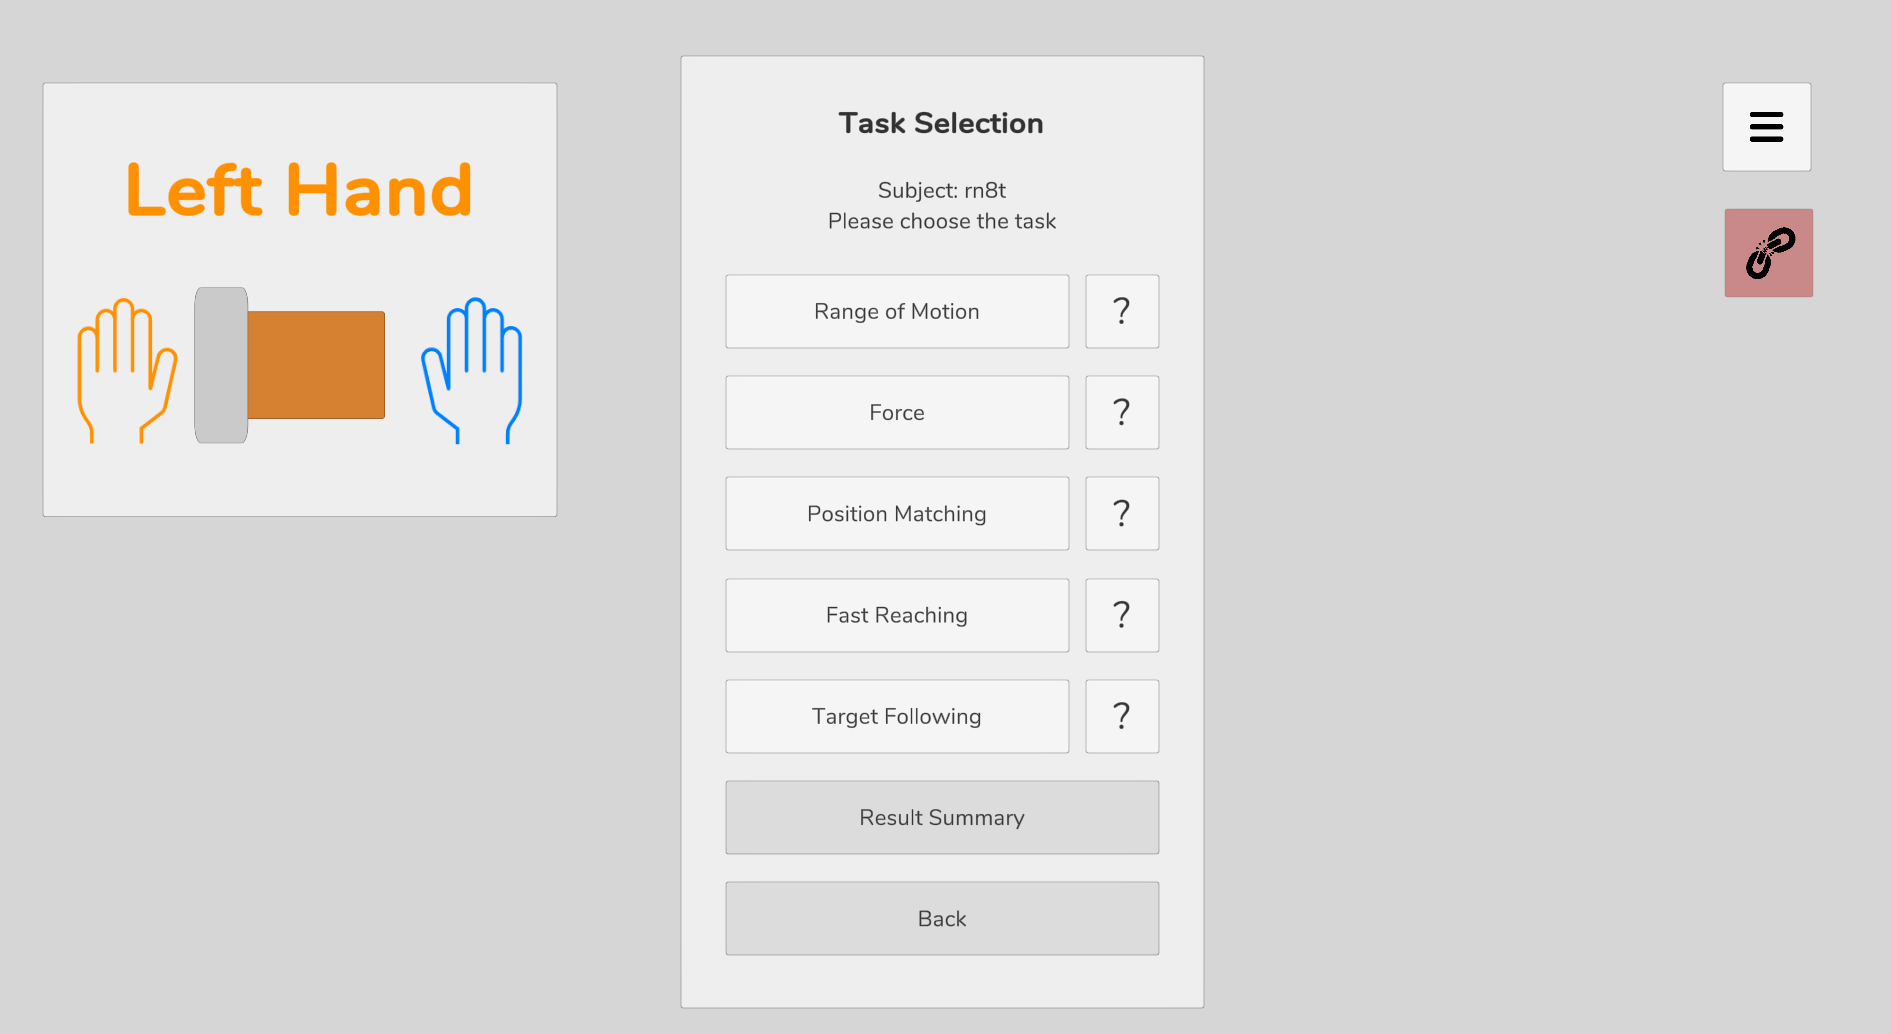 Left Hand
Task Selection
Subject: rn8t
Please choose the task
Range of Motion ?
Force ?
Position Matching ?
Fast Reaching ?
Target Following ?
Result Summary
Back